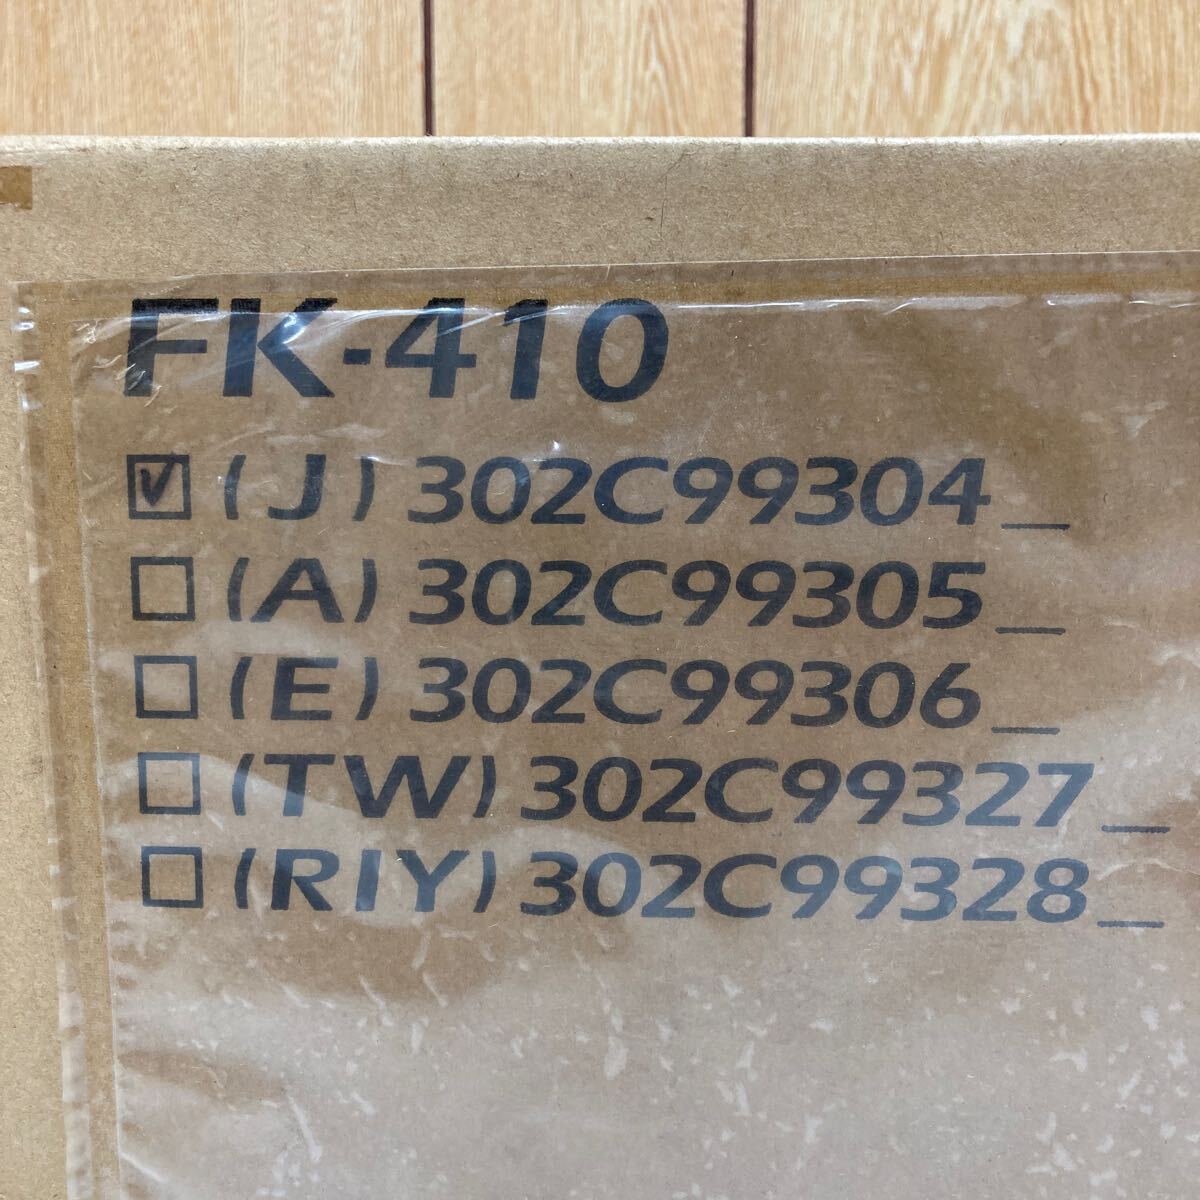 FK-410
☑ (J) 302C99304_
☐ (A) 302C99305_
☐ (E) 302C99306_
☐ (TW) 302C99327_
☐ (RIY) 302C99328_